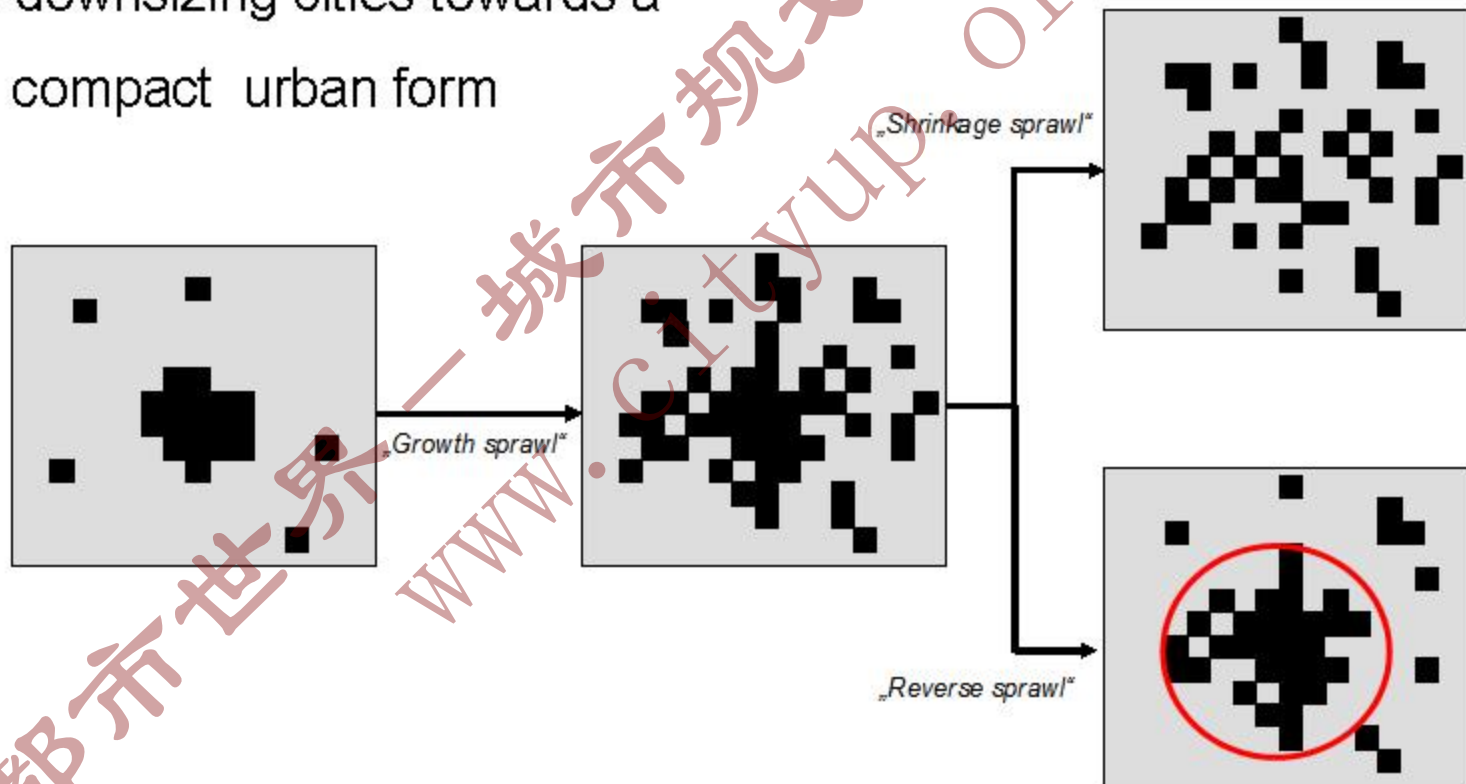 downsizing cities towards a
compact urban form
„Shrinkage sprawl“
„Growth sprawl“
„Reverse sprawl“
都市世界—城市规划
www.cityup.or